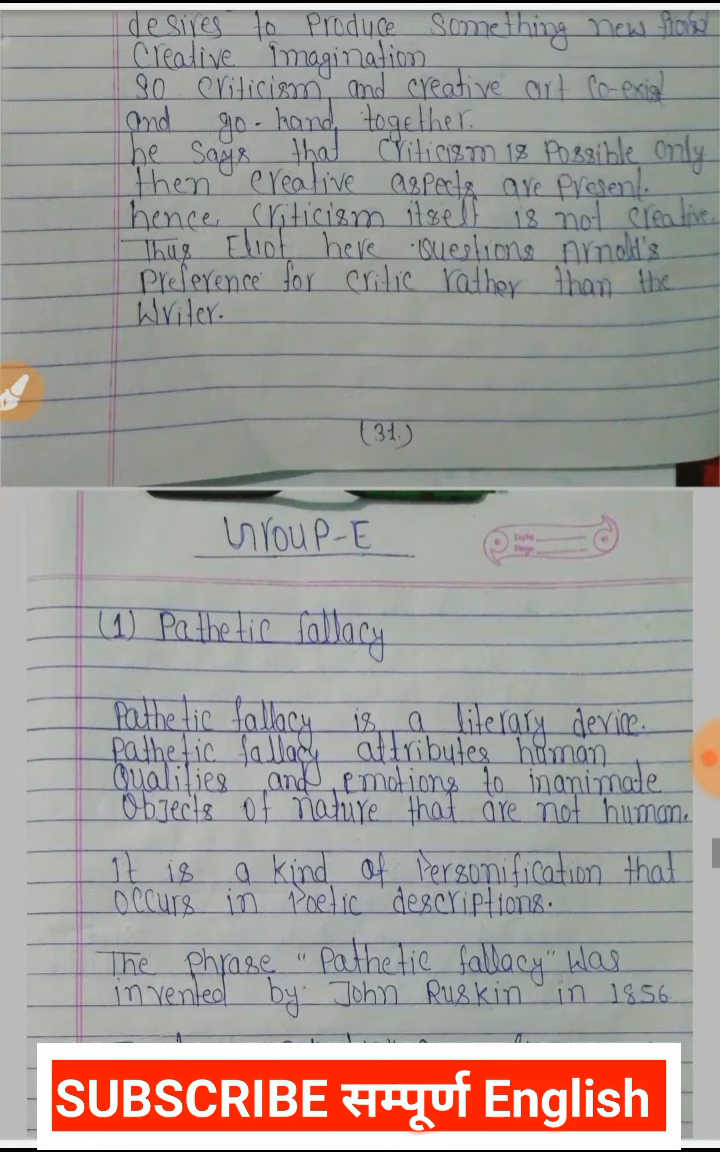 desires to Produce Something new from
Creative imagination
so criticism and creative art co-exist
and go-hand together.
he says that criticism is Possible only
then creative aspects are Present.
hence criticism itself is not creative.
Thus Eliot here questions Arnold's
Preference for critic rather than the
Writer.
(31.)
Group-E
Date
Page
(1) Pathetic fallacy
Pathetic fallacy is a literary device.
Pathetic fallacy attributes human
Qualities and emotions to inanimate
Objects of nature that are not human.
It is a kind of Personification that
occurs in Poetic descriptions.
The phrase "Pathetic fallacy" was
invented by John Ruskin in 1856
SUBSCRIBE सम्पूर्ण English